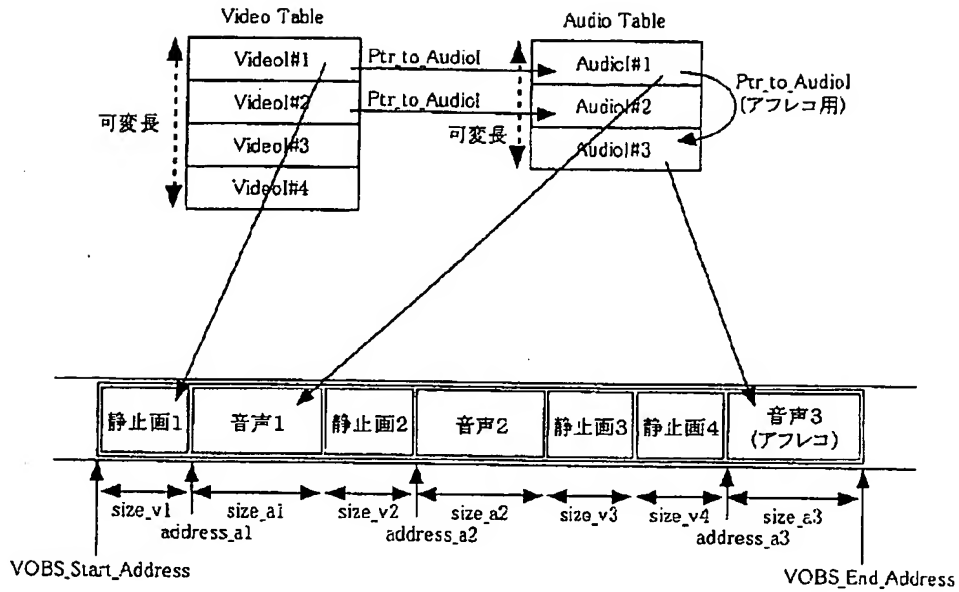 Video Table
Audio Table
VideoI#1
Ptr_to_AudioI
AudioI#1
VideoI#2
Ptr_to_AudioI
AudioI#2
VideoI#3
AudioI#3
VideoI#4
Ptr_to_AudioI
(アフレコ用)
可変長
可変長
静止画1
音声1
静止画2
音声2
静止画3
静止画4
音声3
(アフレコ)
size_v1
size_a1
size_v2
size_a2
size_v3
size_v4
size_a3
address_a1
address_a2
address_a3
VOBS_Start_Address
VOBS_End_Address